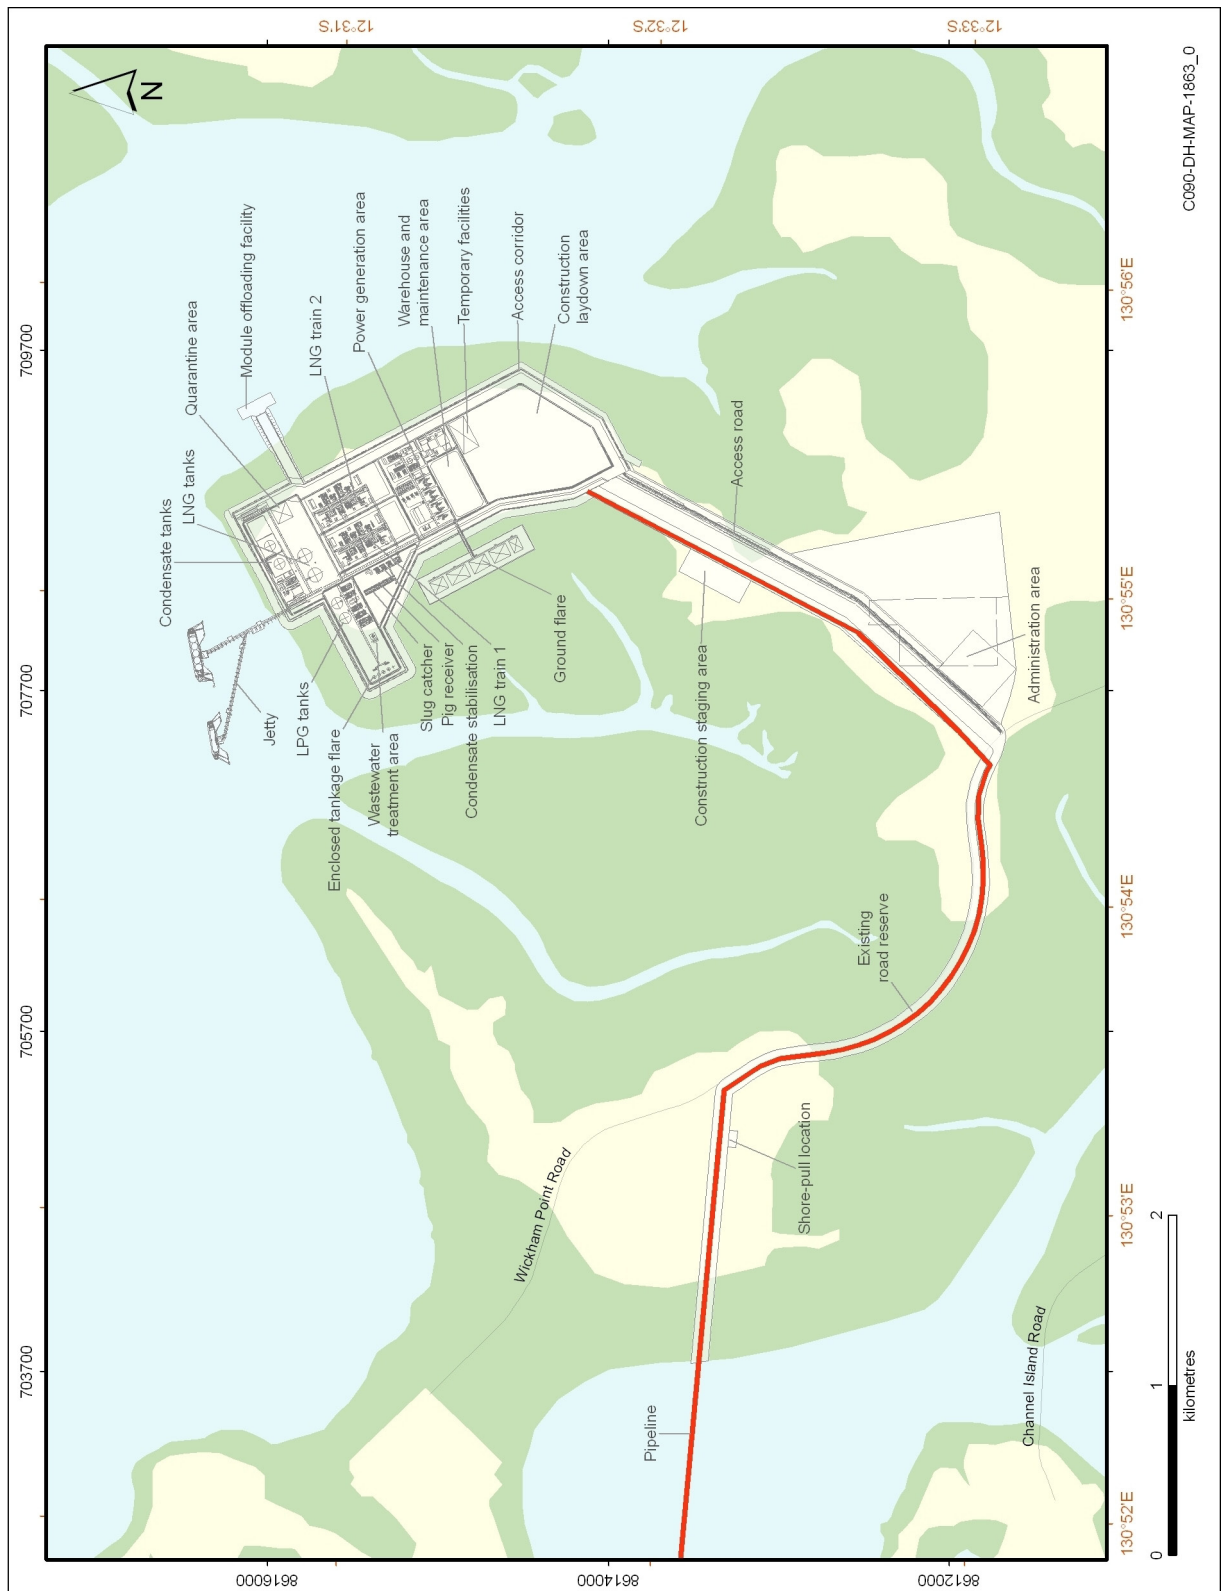 703700
705700
707700
709700
8616000
8614000
8612000
12°31'S
12°32'S
12°33'S
130°52'E
130°53'E
130°54'E
130°55'E
130°56'E
N
Condensate tanks
LNG tanks
Quarantine area
Module offloading facility
LNG train 2
Power generation area
Warehouse and
maintenance area
Temporary facilities
Access corridor
Construction
laydown area
Jetty
LPG tanks
Enclosed tankage flare
Wastewater
treatment area
Slug catcher
Pig receiver
Condensate stabilisation
LNG train 1
Ground flare
Construction staging area
Access road
Administration area
Existing
road reserve
Wickham Point Road
Shore-pull location
Pipeline
Channel Island Road
0
1
2
kilometres
C090-DH-MAP-1863_0